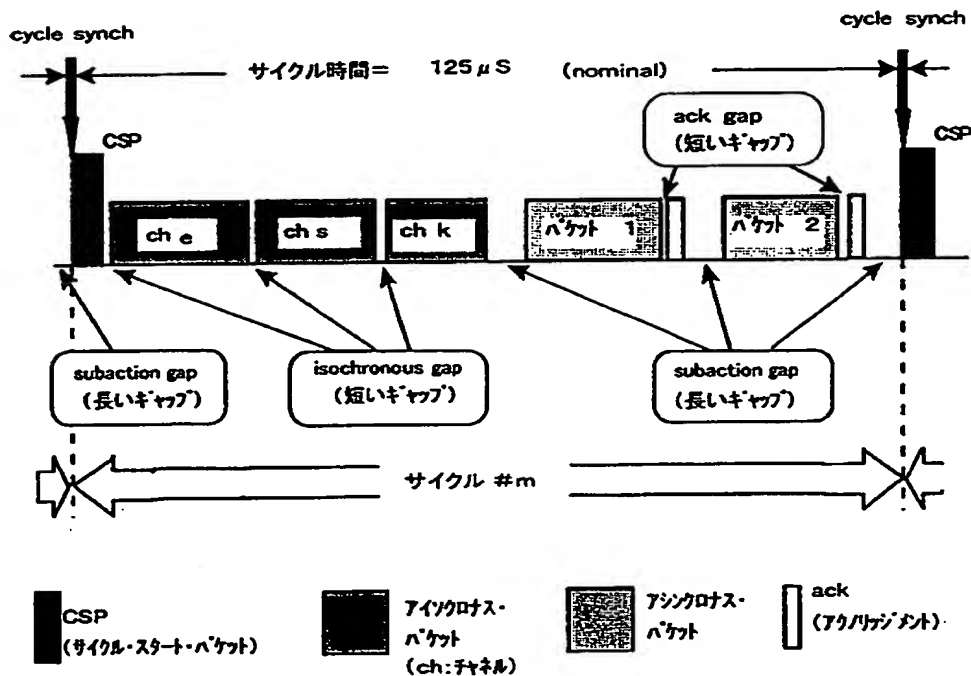 cycle synch
cycle synch
サイクル時間＝ 125μS (nominal)
CSP
ack gap
(短いギャップ)
CSP
ch e
ch s
ch k
パケット 1
パケット 2
subaction gap
(長いギャップ)
isochronous gap
(短いギャップ)
subaction gap
(長いギャップ)
サイクル #m
CSP
(サイクル・スタート・パケット)
アイソクロナス・
パケット
(ch:チャネル)
アシンクロナス・
パケット
ack
(アクノリッジメント)